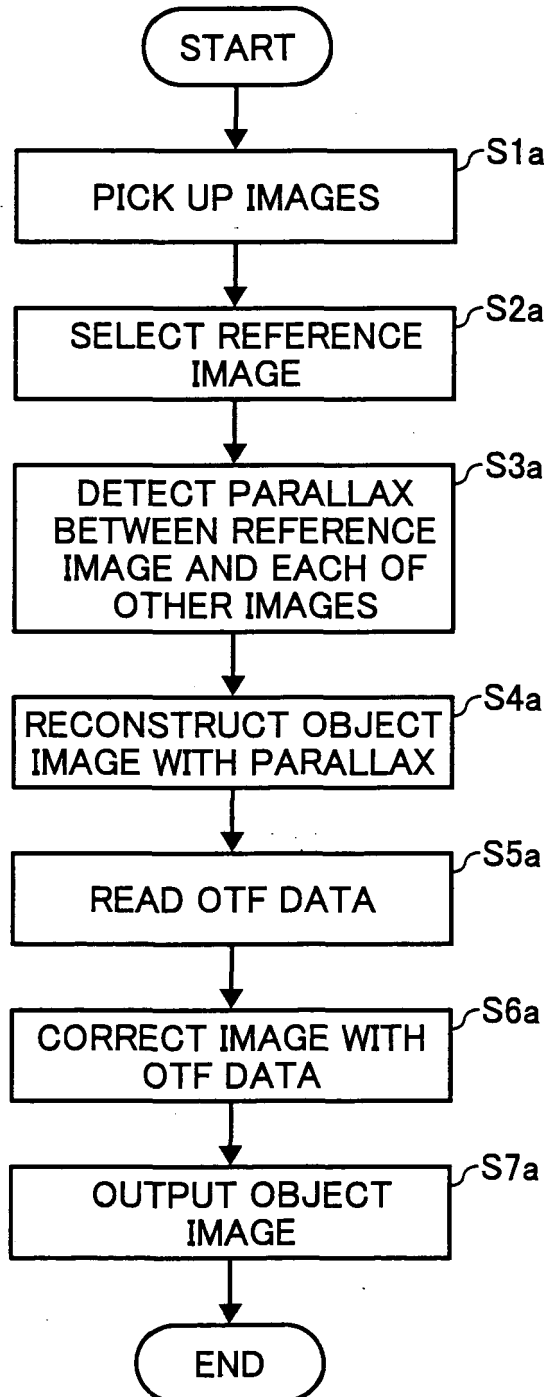 START
S1a
PICK UP IMAGES
S2a
SELECT REFERENCE
IMAGE
S3a
DETECT PARALLAX
BETWEEN REFERENCE
IMAGE AND EACH OF
OTHER IMAGES
S4a
RECONSTRUCT OBJECT
IMAGE WITH PARALLAX
S5a
READ OTF DATA
S6a
CORRECT IMAGE WITH
OTF DATA
S7a
OUTPUT OBJECT
IMAGE
END